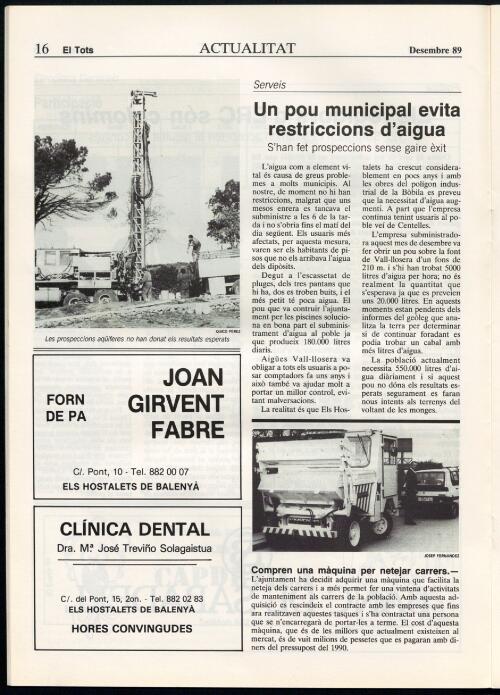 16 El Tots
ACTUALITAT
Desembre 89
Serveis
Un pou municipal evita
restriccions d'aigua
S'han fet prospeccions sense gaire èxit
L'aigua com a element vi-
tal és causa de greus proble-
mes a molts municipis. Al
nostre, de moment no hi han
restriccions, malgrat que uns
mesos enrera es tancava el
subministre a les 6 de la tar-
da i no s'obria fins el matí del
dia següent. Els usuaris més
afectats, per aquesta mesura,
varen ser els habitants de pi-
sos que no els arribava l'aigua
dels dipòsits.
Degut a l'escassetat de
pluges, dels tres pantans que
hi ha, dos es troben buits, i el
més petit té poca aigua. El
pou que va contruir l'ajunta-
ment per les piscines solucio-
na en bona part el subminis-
trament d'aigua al poble ja
que produeix 180.000 litres
diaris.
Aigües Vall-llosera va
obligar a tots els usuaris a po-
sar comptadors fa uns anys i
això també va ajudar molt a
portar un millor control, evi-
tant malversacions.
La realitat és que Els Hos-
talets ha crescut considera-
blement en pocs anys i amb
les obres del polígon indus-
trial de la Bòbila es preveu
que la necessitat d'aigua aug-
menti. A part que l'empresa
continua tenint usuaris al po-
ble veí de Centelles.
L'empresa subministrado-
ra aquest mes de desembre va
fer obrir un pou sobre la font
de Vall-llosera d'un fons de
210 m. i s'hi han trobat 5000
litres d'aigua per hora; no és
realment la quantitat que
s'esperava ja que es preveien
uns 20.000 litres. En aquests
moments estan pendents dels
informes del geòleg que ana-
litza la terra per determinar
si de continuar foradant es
podia trobar un cabal amb
més litres d'aigua.
La població actualment
necessita 550.000 litres d'ai-
gua diàriament i si aquest
pou no dóna els resultats es-
perats segurament es faran
nous intents als terrenys del
voltant de les monges.
QUICO PEREZ
Les prospeccions aqüíferes no han donat els resultats esperats
FORN
DE PA
JOAN
GIRVENT
FABRE
C/. Pont, 10 - Tel. 882 00 07
ELS HOSTALETS DE BALENYÀ
CLÍNICA DENTAL
Dra. M.ª José Treviño Solagaistua
C/. del Pont, 15, 2on. - Tel. 882 02 83
ELS HOSTALETS DE BALENYÀ
HORES CONVINGUDES
JOSEP FERNANDEZ
Compren una màquina per netejar carrers.—
L'ajuntament ha decidit adquirir una màquina que facilita la
neteja dels carrers i a més permet fer una vintena d'activitats
de manteniment als carrers de la població. Amb aquesta ad-
quisició es rescindeix el contracte amb les empreses que fins
ara realitzaven aquestes tasques i s'ha contractat una persona
que se n'encarregarà de portar-les a terme. El cost d'aquesta
màquina, que és de les millors que actualment existeixen al
mercat, és de vuit milions de pessetes que es pagaran amb di-
ners del pressupost del 1990.